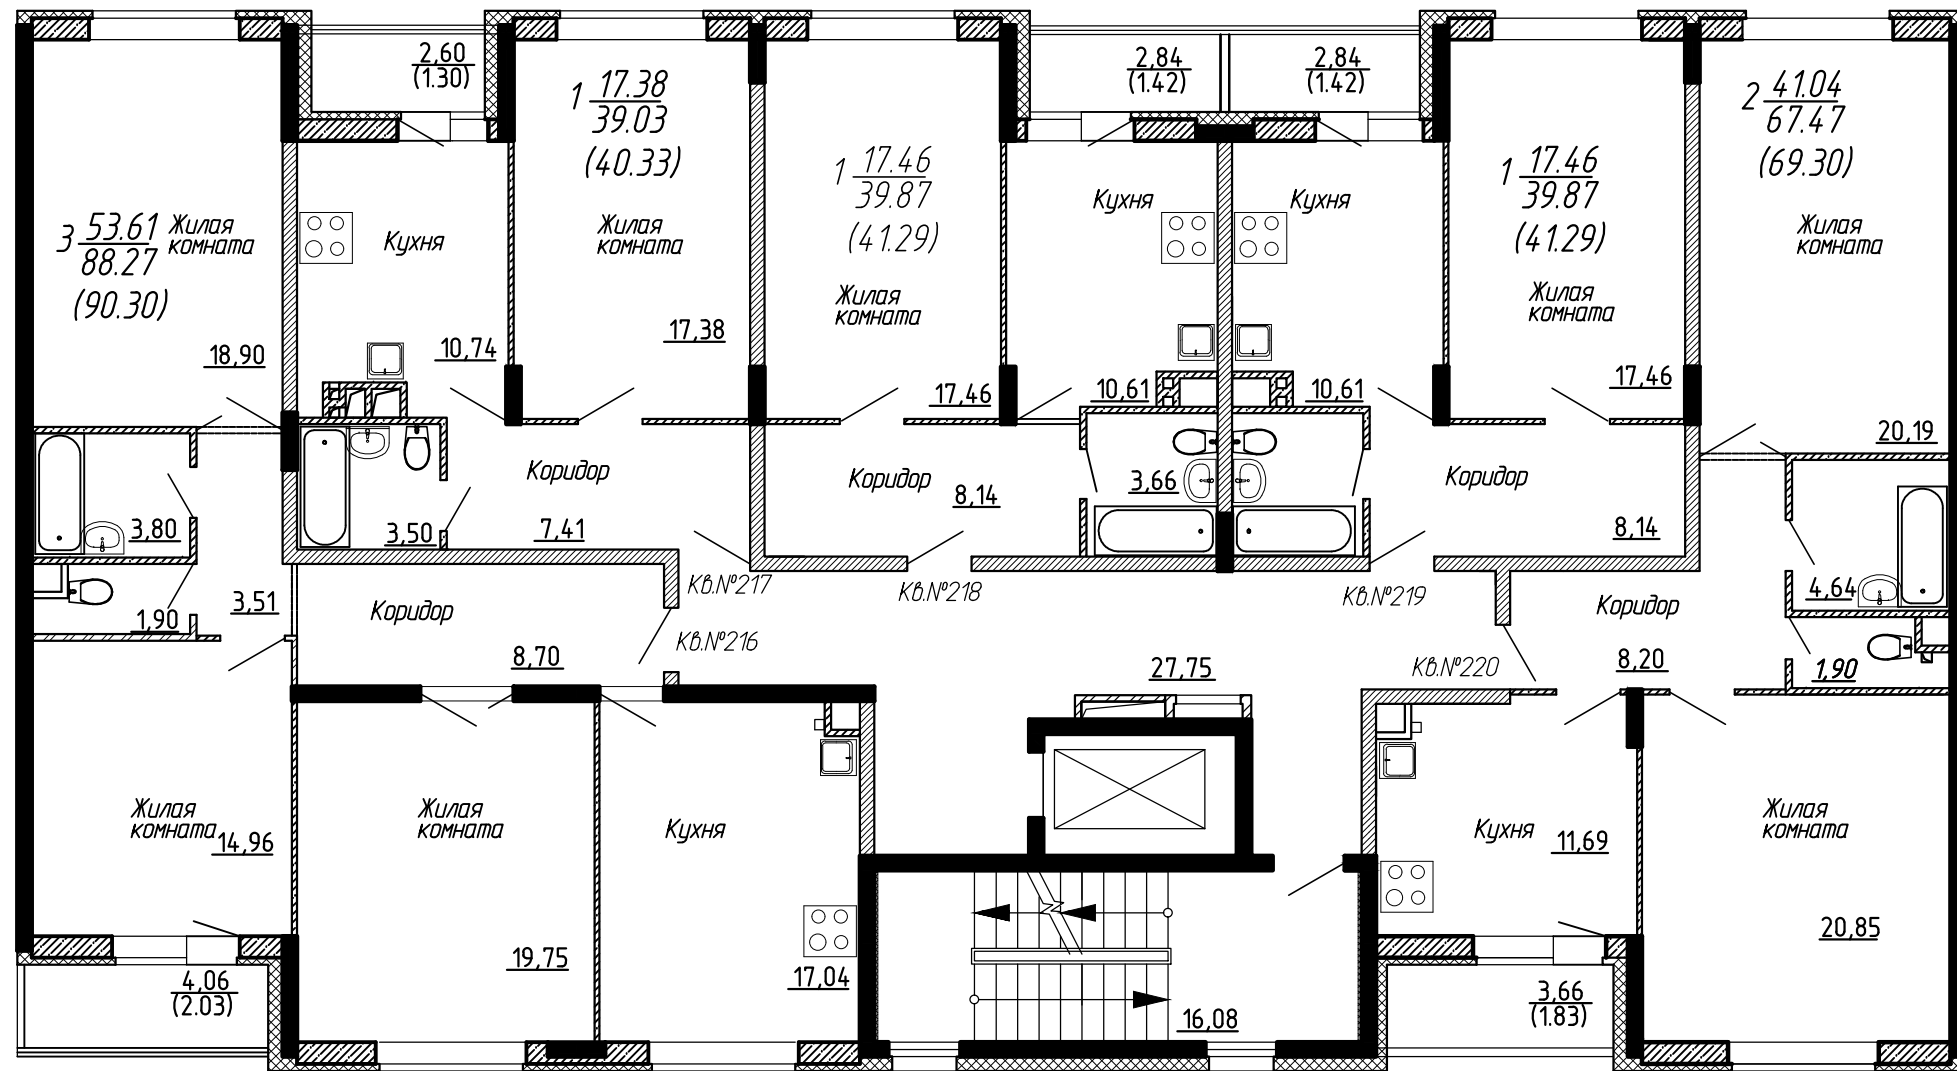 2,60
(1.30)
1 17.38
39.03
(40.33)
2,84
(1.42)
2,84
(1.42)
2 41.04
67.47
(69.30)
1 17.46
39.87
(41.29)
1 17.46
39.87
(41.29)
3 53.61
88.27
(90.30)
Жилая
комната
Кухня
Жилая
комната
Жилая
комната
Кухня
Кухня
Жилая
комната
Жилая
комната
18,90
10,74
17,38
17,46
10,61
10,61
17,46
20,19
3,80
3,50
Коридор
7,41
Коридор
8,14
3,66
Коридор
8,14
4,64
1,90
3,51
Коридор
8,70
Кв.№217
Кв.№216
Кв.№218
Кв.№219
Кв.№220
27,75
Коридор
8,20
1,90
Жилая
комната
14,96
Жилая
комната
19,75
Кухня
17,04
Кухня
11,69
Жилая
комната
20,85
4,06
(2.03)
16,08
3,66
(1.83)